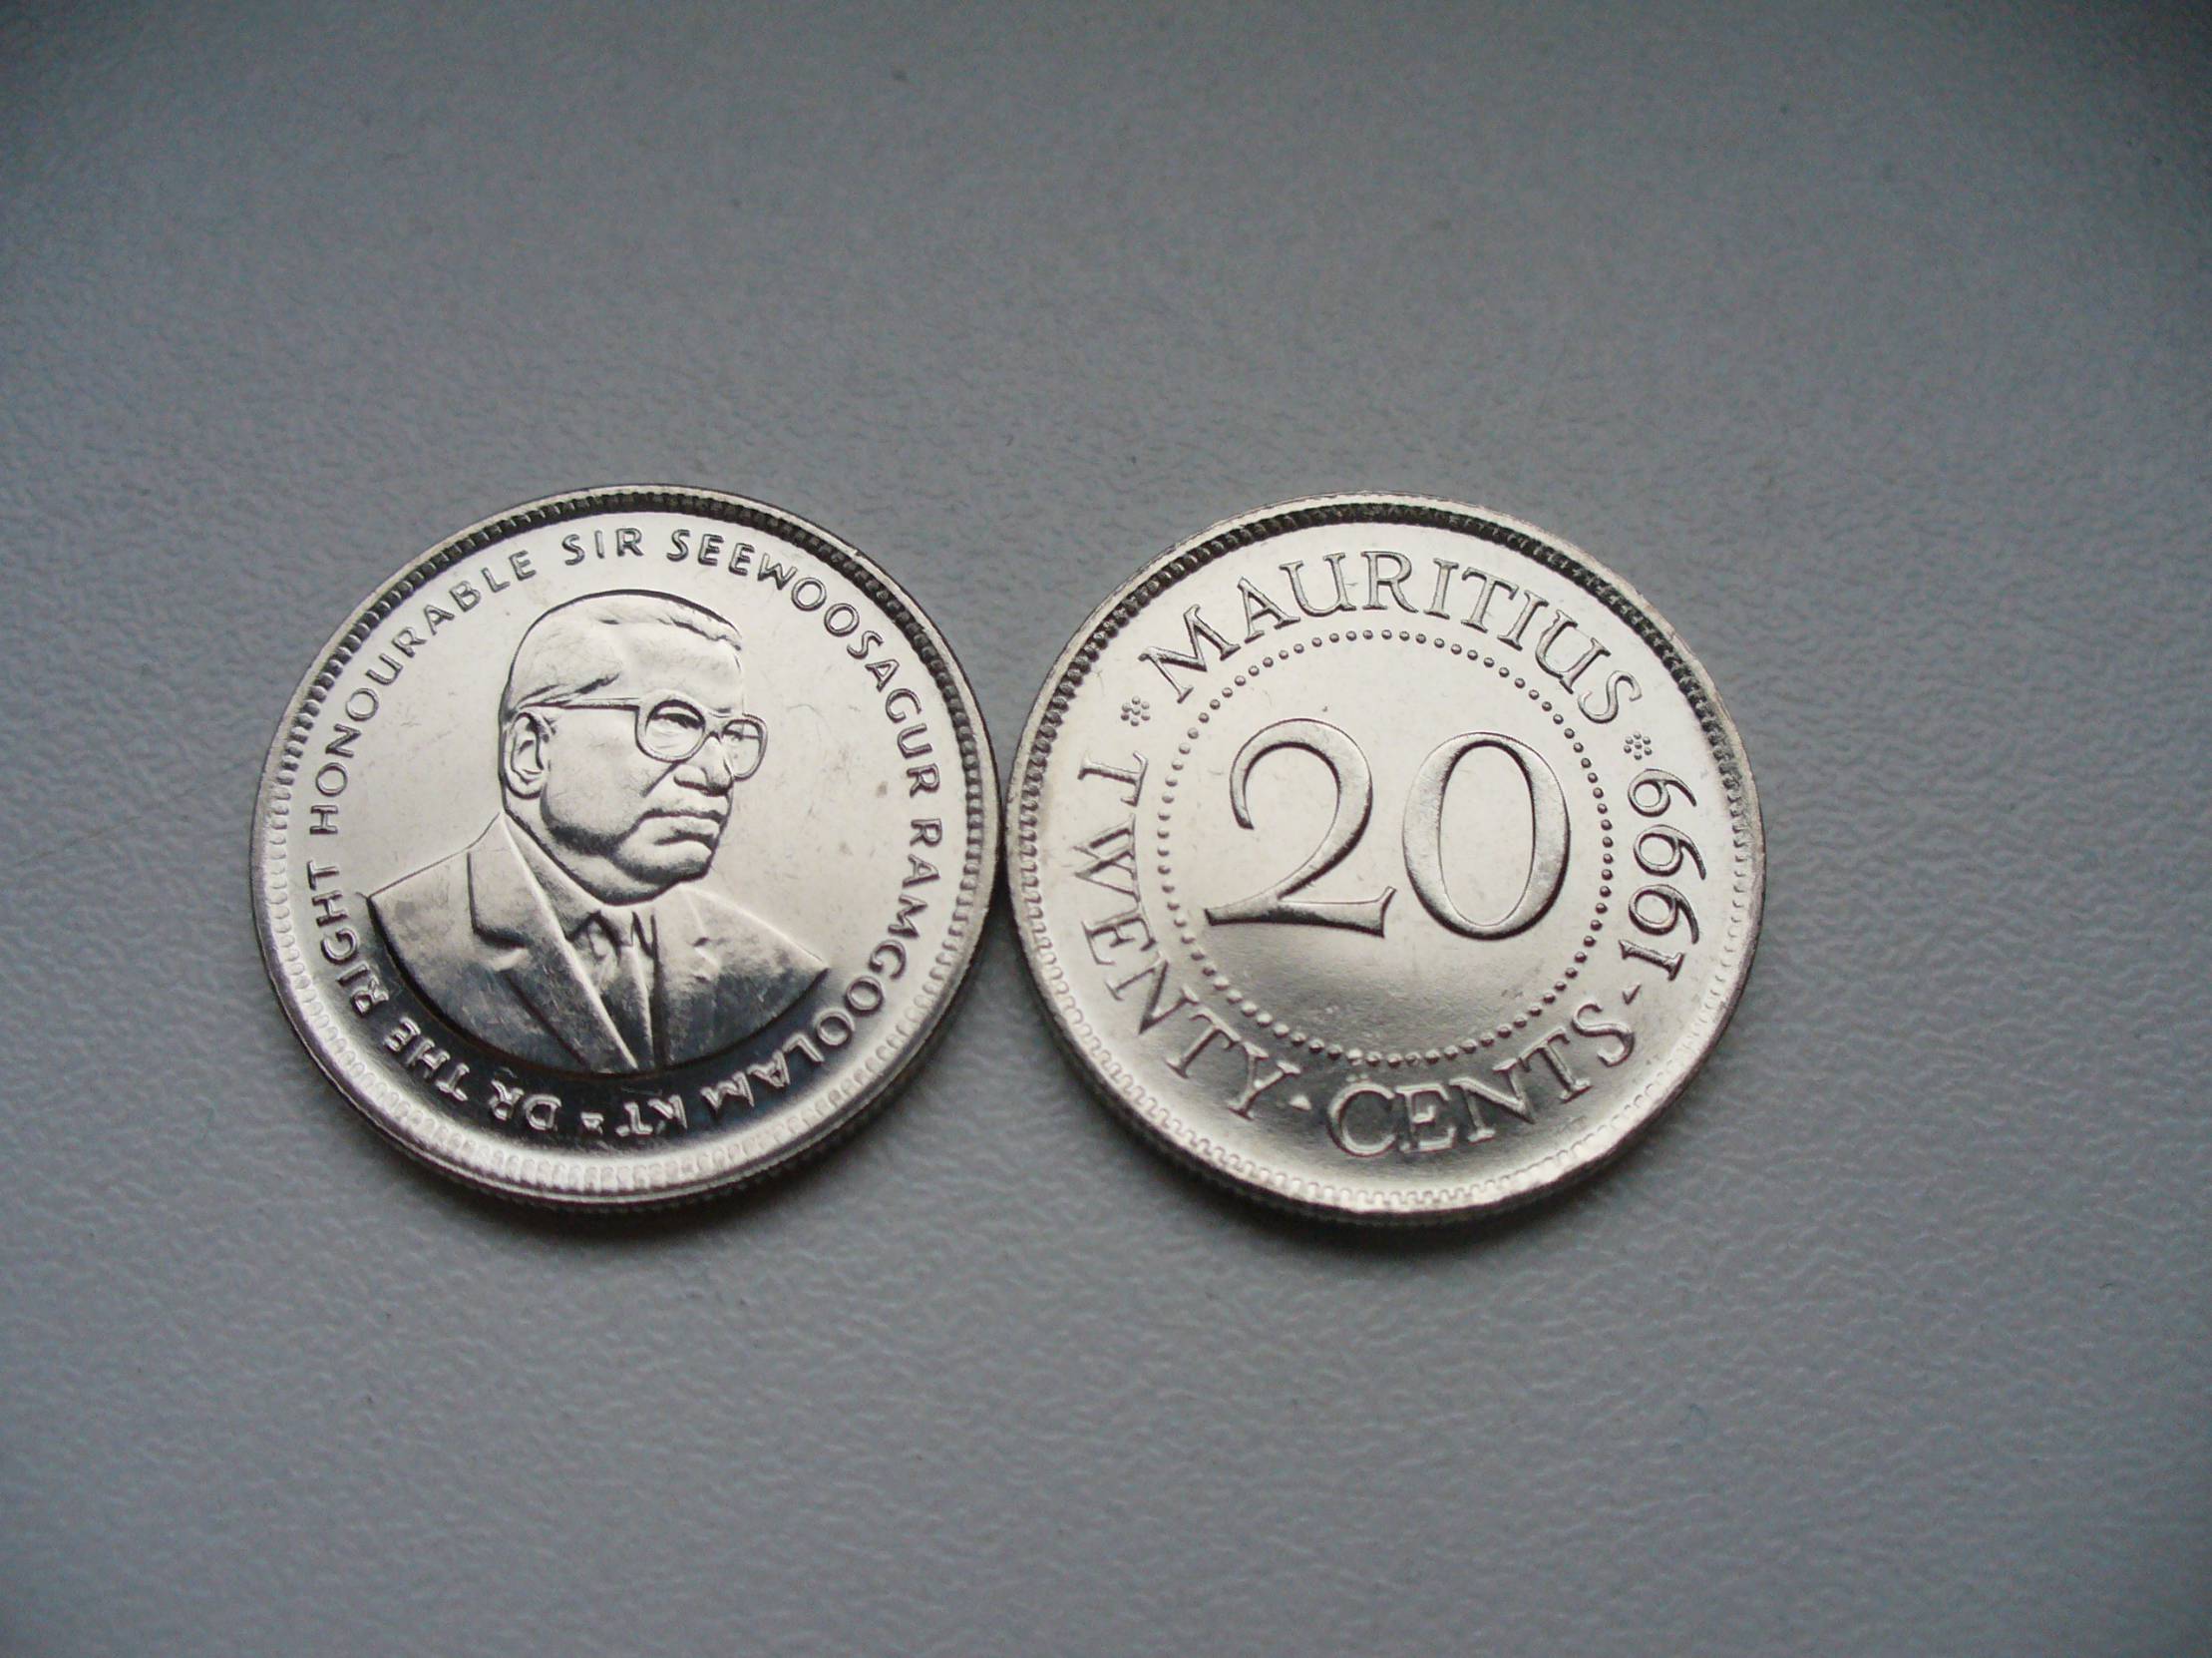 DR THE RIGHT HONOURABLE SIR SEEWOOSAGUR RAMGOOLAM KT
MAURITIUS
20
TWENTY · CENTS · 1999